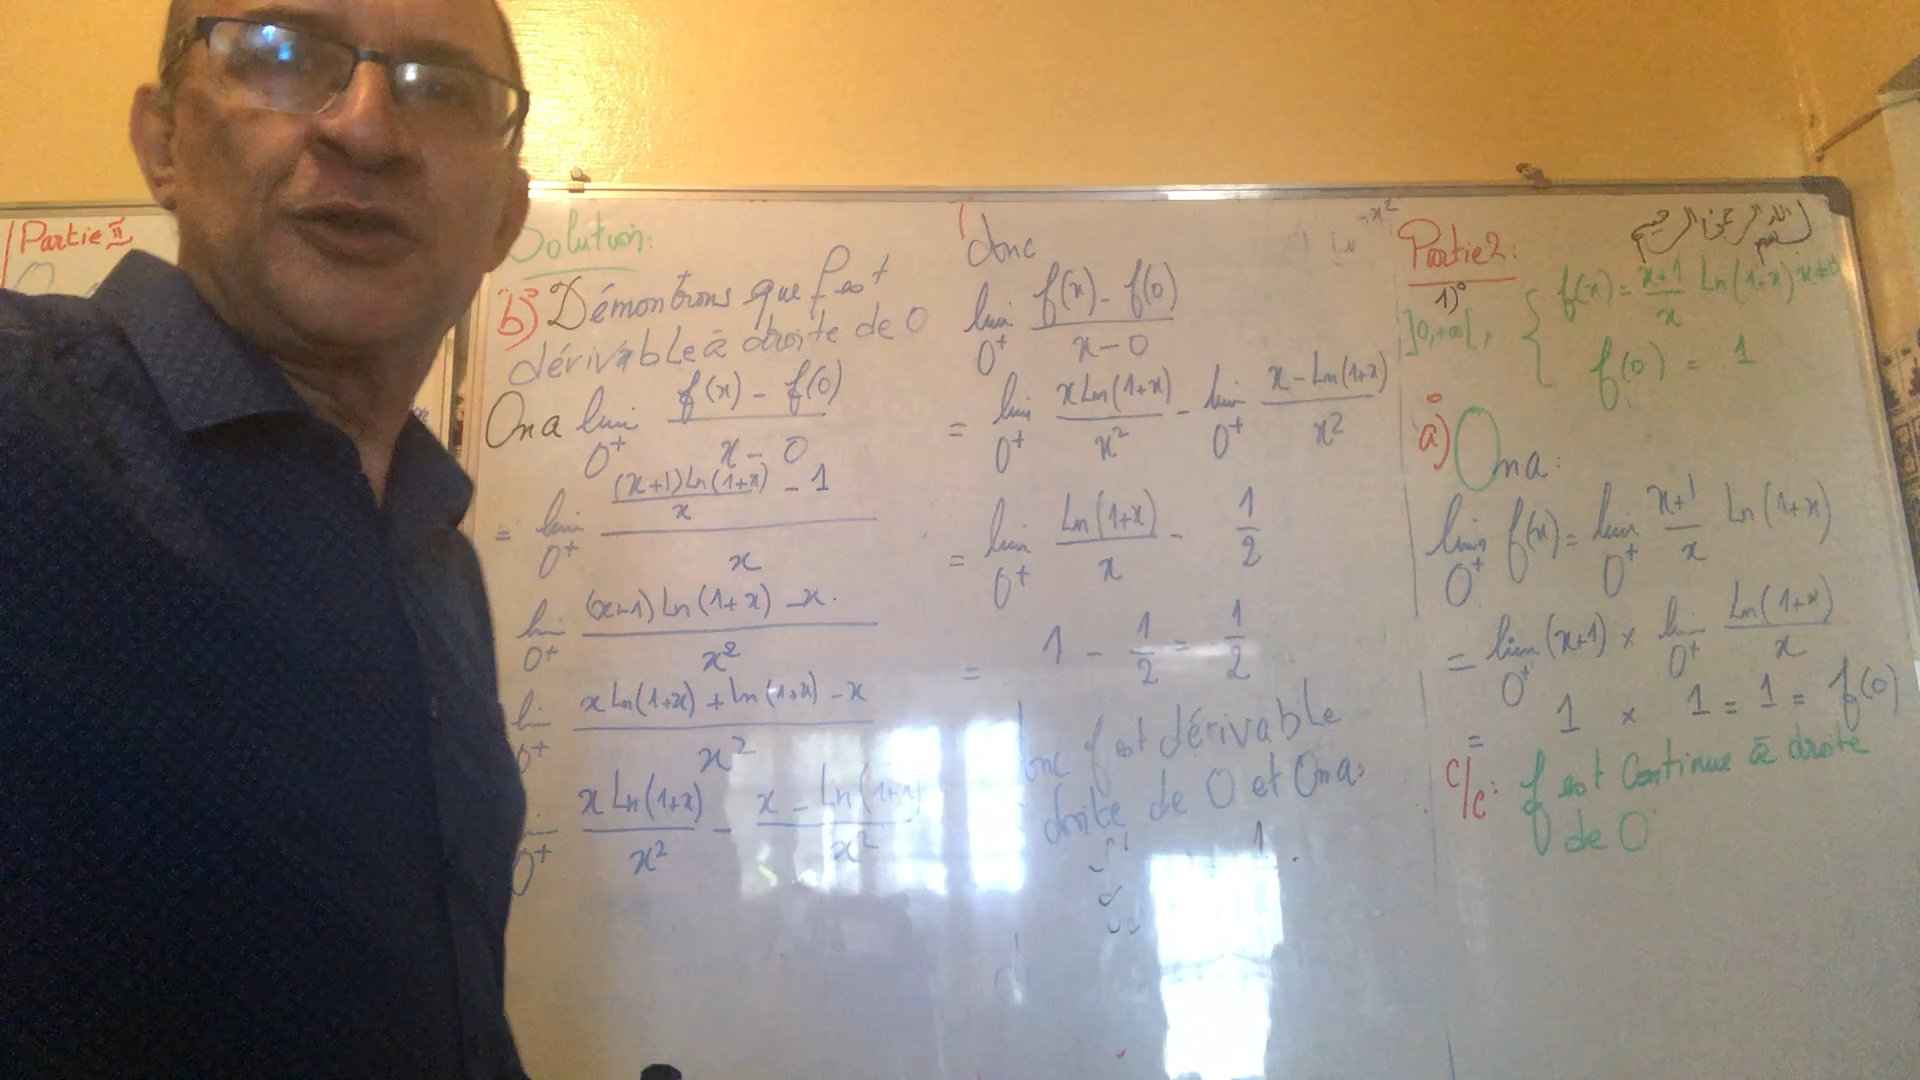 Partie II
Solution:
b) Démontrons que f est
dérivable à droite de 0
On a lim 0+ (f(x) - f(0))/(x - 0)
= lim 0+ ((x+1)Ln(1+x)/x - 1)/x
lim 0+ ((x+1)Ln(1+x) - x)/x²
lim 0+ (xLn(1+x) + ln(1+x) - x)/x²
0+ xLn(1+x)/x² - (x - Ln(1+x))/x²
donc
lim 0+ (f(x) - f(0))/(x - 0)
= lim 0+ xLn(1+x)/x² - lim 0+ (x - Ln(1+x))/x²
= lim 0+ Ln(1+x)/x - 1/2
= 1 - 1/2 = 1/2
f est dérivable
droite de 0 et On a:
1
Partie 2:
بسم الله الرحمن الرحيم
1)°
]0,+∞[, { f(x) = (x+1)/x Ln(1+x) x≠0
f(0) = 1
a) On a:
lim 0+ f(x) = lim 0+ (x+1)/x Ln(1+x)
= lim 0+ (x+1) × lim 0+ Ln(1+x)/x
= 1 × 1 = 1 = f(0)
c/c: f est continue à droite
de 0